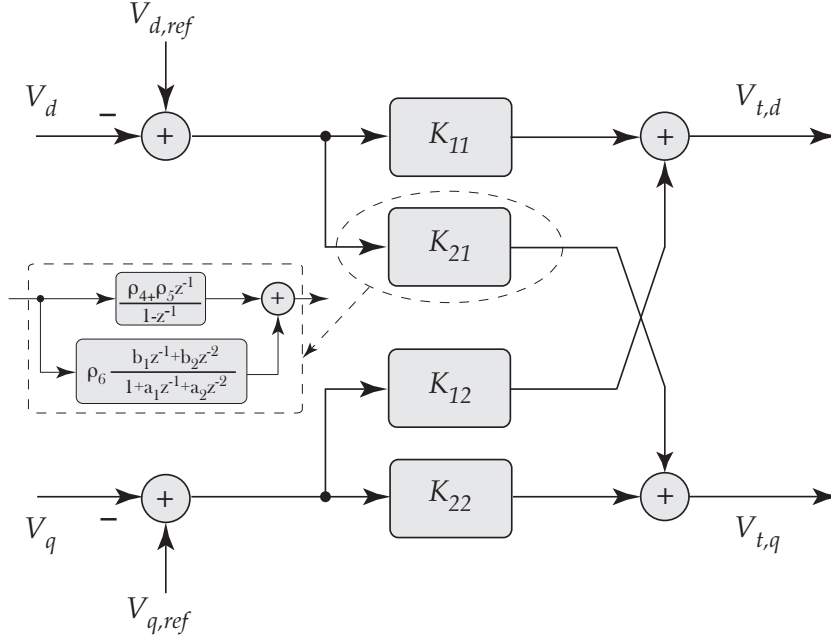 V_{d,ref}
V_d
−
+
K_{11}
+
V_{t,d}
K_{21}
ρ_{4+}ρ_5z^{-1}
1-z^{-1}
+
ρ_6
b_1z^{-1}+b_2z^{-2}
1+a_1z^{-1}+a_2z^{-2}
K_{12}
V_q
−
+
K_{22}
+
V_{t,q}
V_{q,ref}